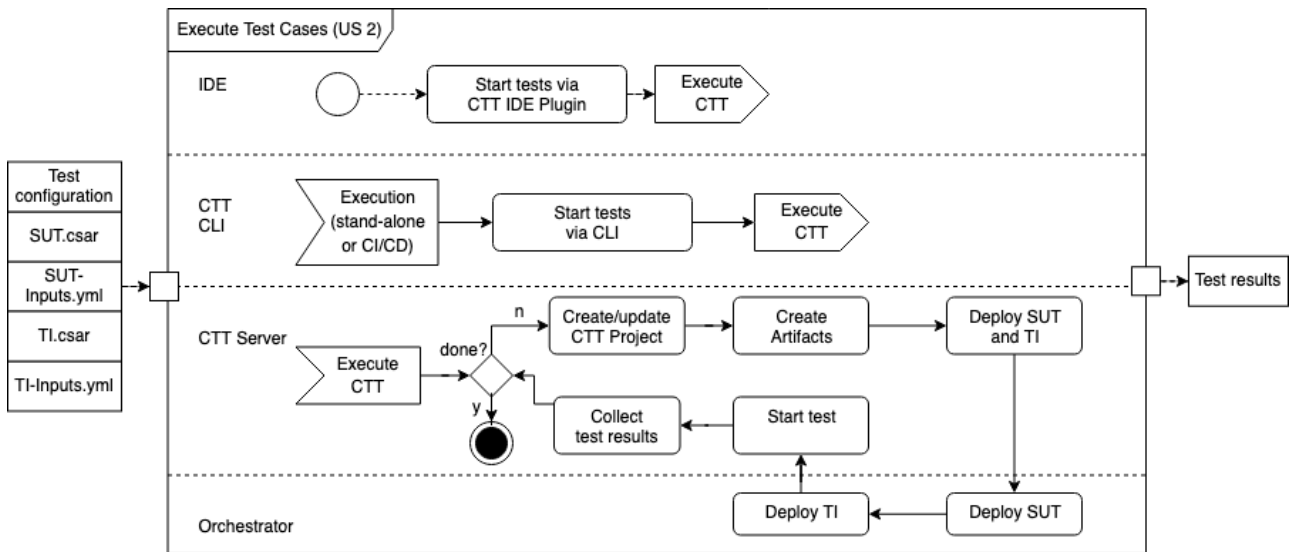 Execute Test Cases (US 2)
IDE
Start tests via
CTT IDE Plugin
Execute
CTT
Test
configuration
SUT.csar
SUT-
Inputs.yml
TI.csar
TI-Inputs.yml
CTT
CLI
Execution
(stand-alone
or CI/CD)
Start tests
via CLI
Execute
CTT
Test results
CTT Server
Execute
CTT
done?
n
y
Create/update
CTT Project
Create
Artifacts
Deploy SUT
and TI
Collect
test results
Start test
Orchestrator
Deploy TI
Deploy SUT